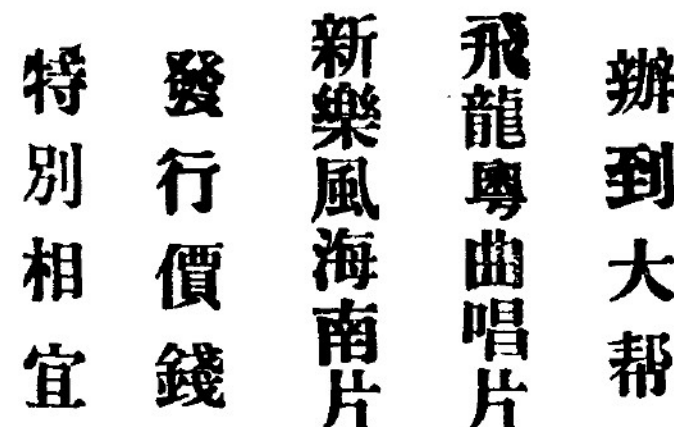 辦到大帮
飛龍粵曲唱片
新樂風海南片
發行價錢
特別相宜